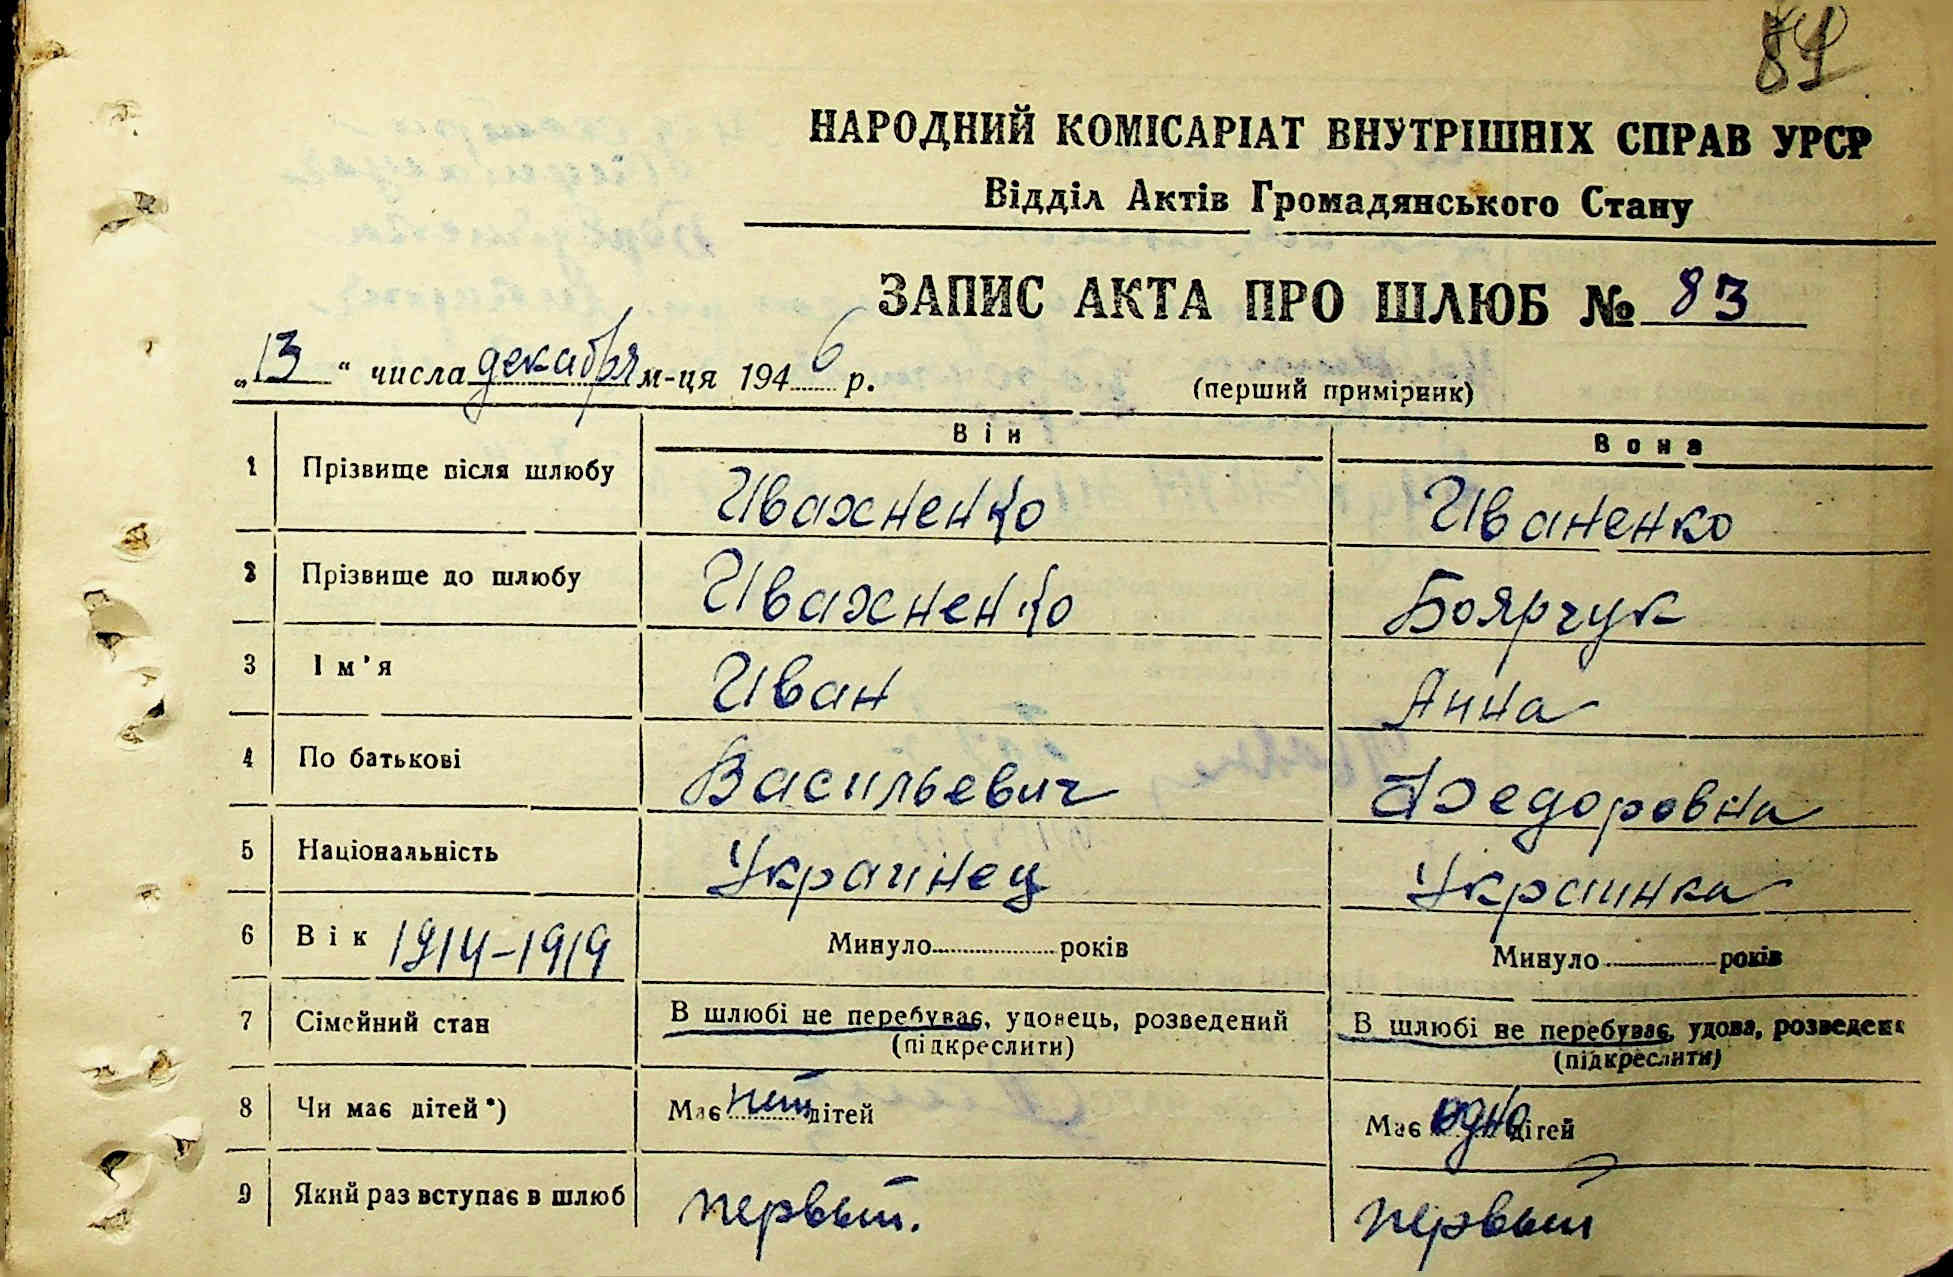 НАРОДНИЙ КОМІСАРІАТ ВНУТРІШНІХ СПРАВ УРСР
Відділ Актів Громадянського Стану
ЗАПИС АКТА ПРО ШЛЮБ № 83
„13“ числа декабря м-ця 1946 р. (перший примірник)
Він Вона
1 Прізвище після шлюбу Ивахненко Иваненко
2 Прізвище до шлюбу Ивахненко Боярчук
3 Ім'я Иван Анна
4 По батькові Васильевич Федоровна
5 Національність Украинец Украинка
6 Вік 1914-1919 Минуло........років Минуло........років
7 Сімейний стан В шлюбі не перебуває, удовець, розведений (підкреслити) В шлюбі не перебуває, удова, розведена (підкреслити)
8 Чи має дітей*) Має нет дітей Має одно дітей
9 Який раз вступає в шлюб первый. первый